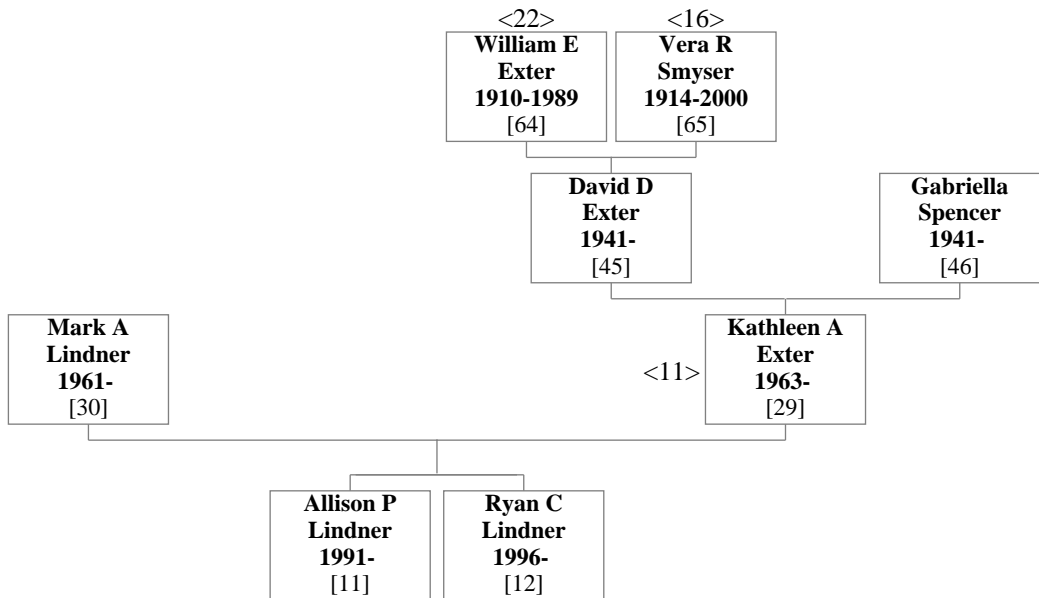 <22>
William E
Exter
1910-1989
[64]
<16>
Vera R
Smyser
1914-2000
[65]
David D
Exter
1941-
[45]
Gabriella
Spencer
1941-
[46]
Mark A
Lindner
1961-
[30]
<11>
Kathleen A
Exter
1963-
[29]
Allison P
Lindner
1991-
[11]
Ryan C
Lindner
1996-
[12]